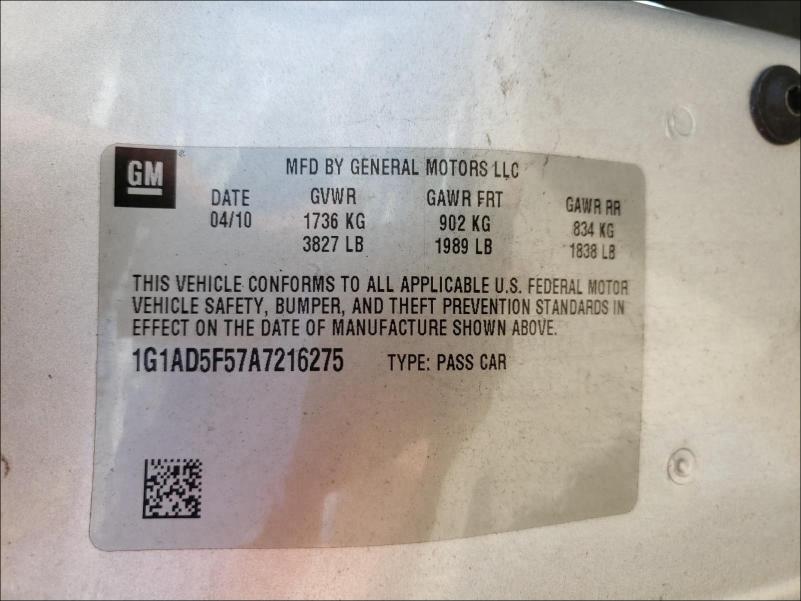 GM
MFD BY GENERAL MOTORS LLC
DATE GVWR GAWR FRT GAWR RR
04/10 1736 KG 902 KG 834 KG
3827 LB 1989 LB 1838 LB
THIS VEHICLE CONFORMS TO ALL APPLICABLE U.S. FEDERAL MOTOR
VEHICLE SAFETY, BUMPER, AND THEFT PREVENTION STANDARDS IN
EFFECT ON THE DATE OF MANUFACTURE SHOWN ABOVE.
1G1AD5F57A7216275 TYPE: PASS CAR